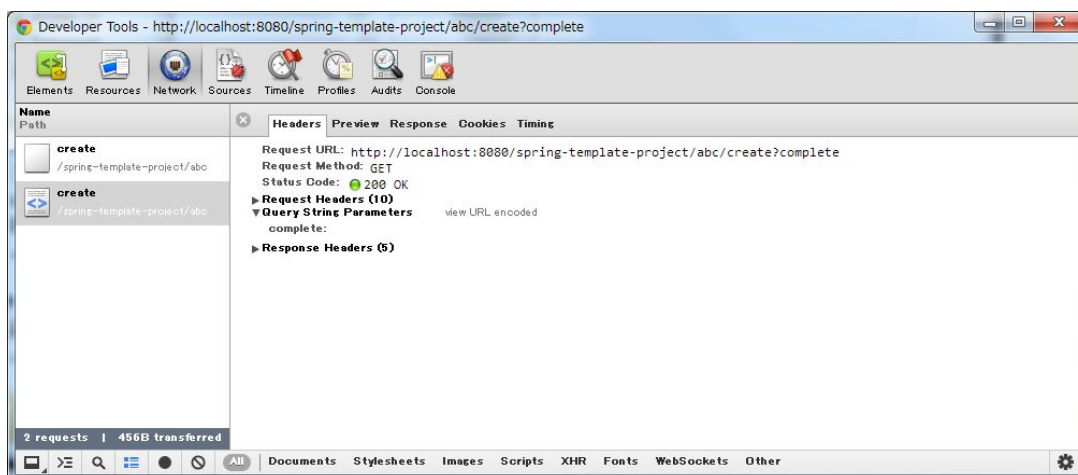 Developer Tools - http://localhost:8080/spring-template-project/abc/create?complete
Elements Resources Network Sources Timeline Profiles Audits Console
Name
Path
create
/spring-template-project/abc
create
/spring-template-project/abc
2 requests | 456B transferred
Headers Preview Response Cookies Timing
Request URL: http://localhost:8080/spring-template-project/abc/create?complete
Request Method: GET
Status Code: 200 OK
Request Headers (10)
Query String Parameters view URL encoded
complete:
Response Headers (5)
All Documents Stylesheets Images Scripts XHR Fonts WebSockets Other